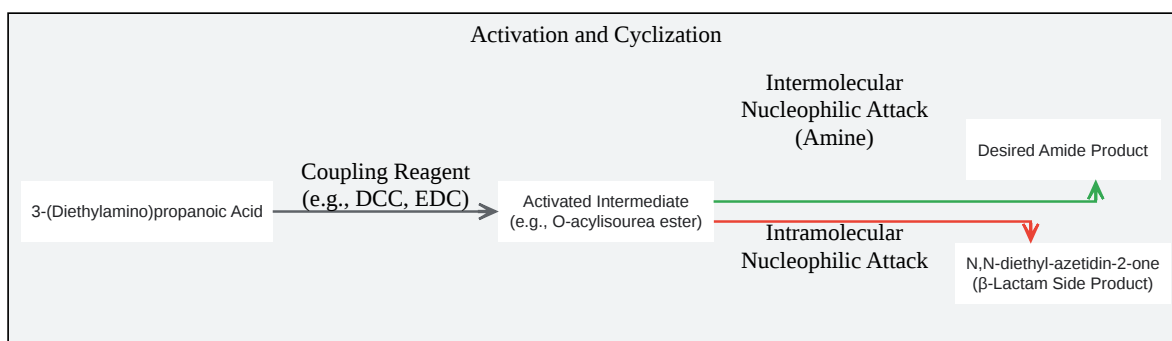 Activation and Cyclization
Intermolecular
Nucleophilic Attack
(Amine)
Desired Amide Product
Coupling Reagent
(e.g., DCC, EDC)
3-(Diethylamino)propanoic Acid
Activated Intermediate
(e.g., O-acylisourea ester)
Intramolecular
Nucleophilic Attack
N,N-diethyl-azetidin-2-one
(β-Lactam Side Product)